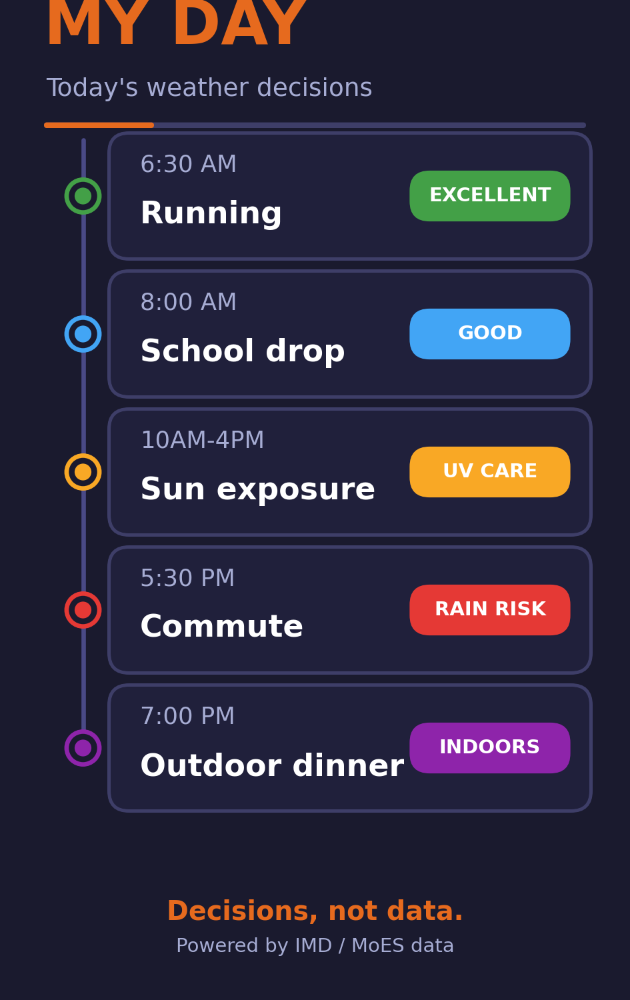 MY DAY
Today's weather decisions
6:30 AM
Running
EXCELLENT
8:00 AM
School drop
GOOD
10AM-4PM
Sun exposure
UV CARE
5:30 PM
Commute
RAIN RISK
7:00 PM
Outdoor dinner
INDOORS
Decisions, not data.
Powered by IMD / MoES data